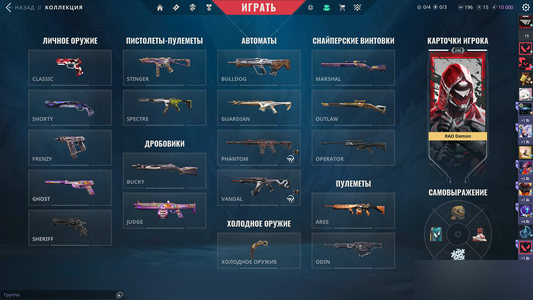 НАЗАД // КОЛЛЕКЦИЯ
ИГРАТЬ
0/4
0/3
196
15
10 000
ЛИЧНОЕ ОРУЖИЕ
CLASSIC
SHORTY
FRENZY
GHOST
SHERIFF
ПИСТОЛЕТЫ-ПУЛЕМЕТЫ
STINGER
SPECTRE
ДРОБОВИКИ
BUCKY
JUDGE
АВТОМАТЫ
BULLDOG
GUARDIAN
PHANTOM
VANDAL
ХОЛОДНОЕ ОРУЖИЕ
ХОЛОДНОЕ ОРУЖИЕ
СНАЙПЕРСКИЕ ВИНТОВКИ
MARSHAL
OUTLAW
OPERATOR
ПУЛЕМЕТЫ
ARES
ODIN
КАРТОЧКИ ИГРОКА
RAD Demon
САМОВЫРАЖЕНИЕ
Группа